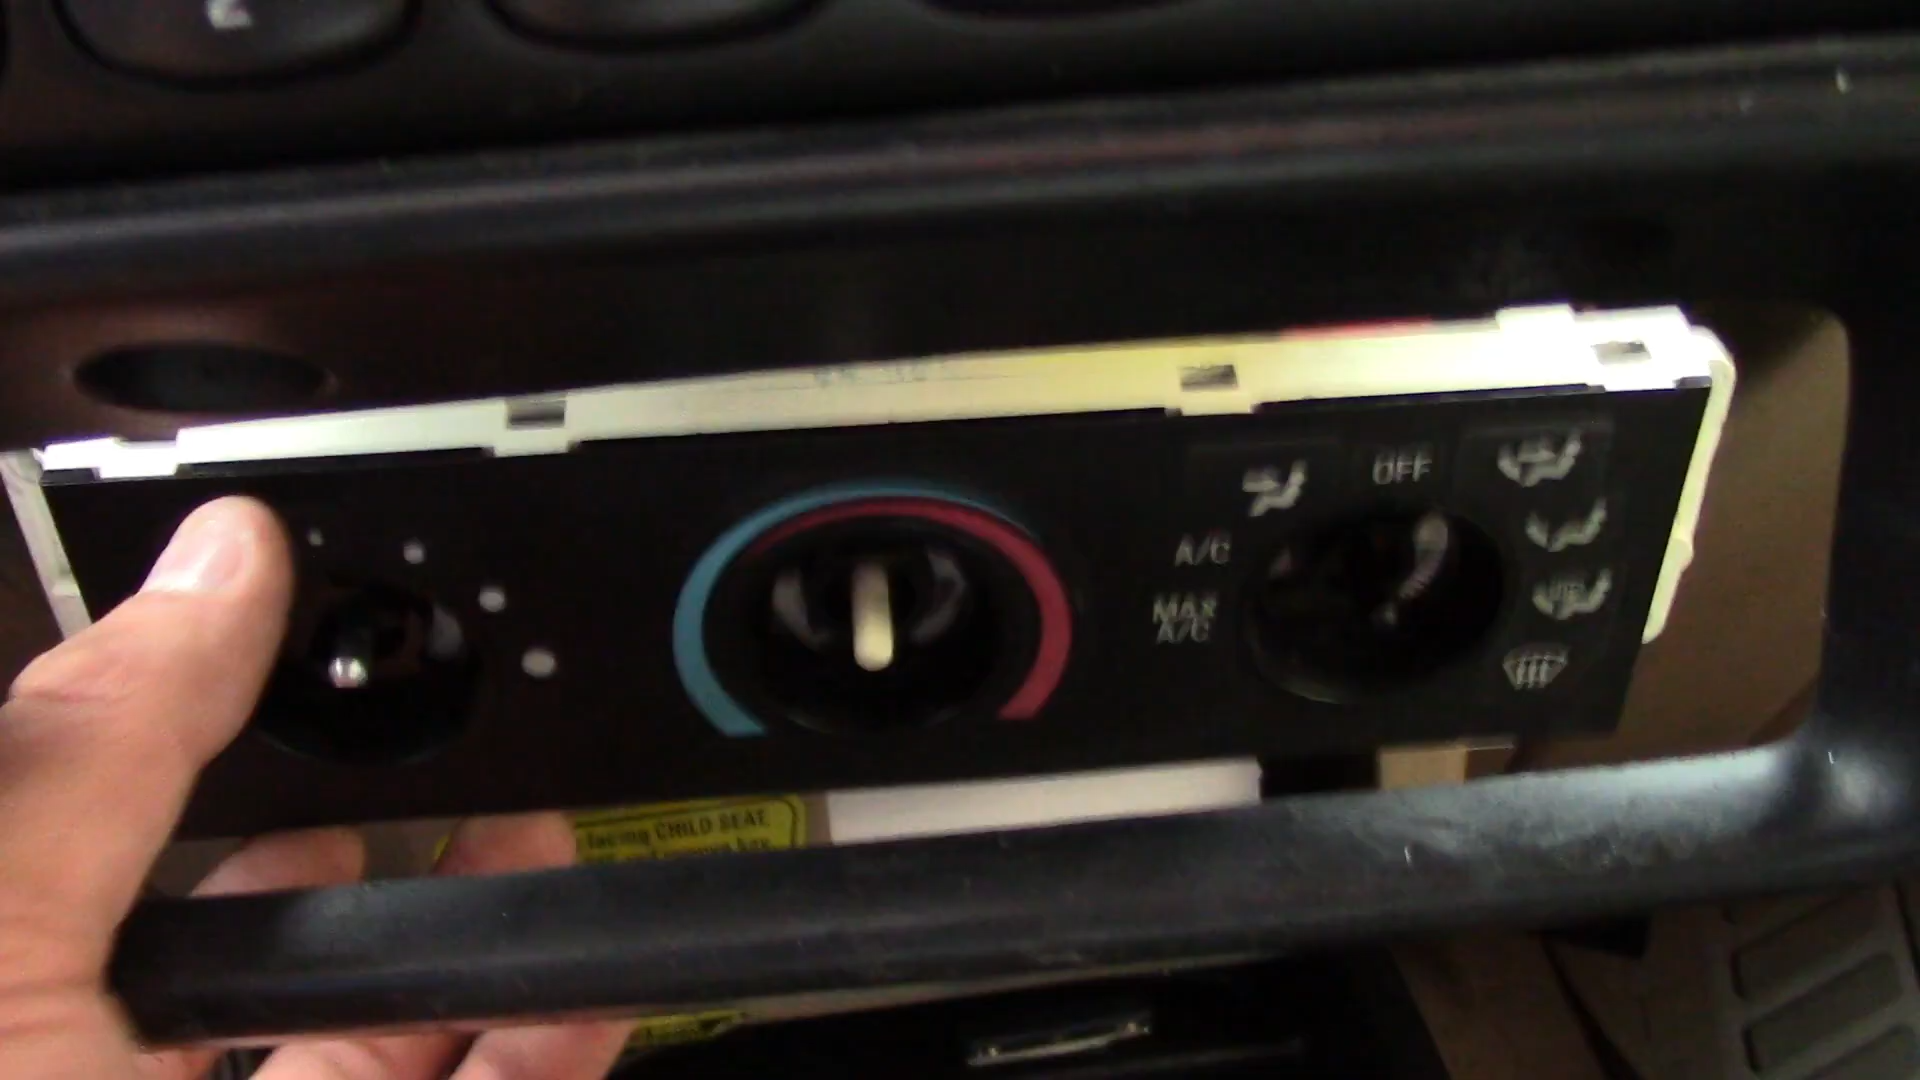 OFF
A/C
MAX
A/C
facing CHILD SEAT